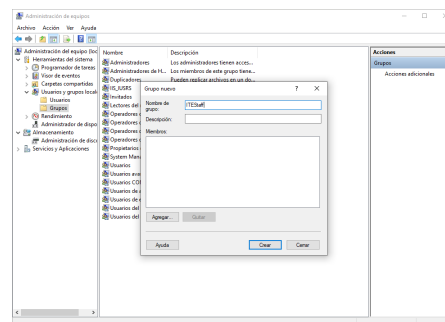 Administración de equipos
Archivo Acción Ver Ayuda
Administración del equipo (loc
Herramientas del sistema
Programador de tareas
Visor de eventos
Carpetas compartidas
Usuarios y grupos locale
Usuarios
Grupos
Rendimiento
Administrador de dispo
Almacenamiento
Administración de disco
Servicios y Aplicaciones
Nombre Descripción
Administradores Los administradores tienen acces...
Administradores de H... Los miembros de este grupo tiene...
Duplicadores Pueden replicar archivos en un do...
IIS_IUSRS
Invitados
Lectores del
Operadores
Operadores
Operadores
Operadores
Propietarios
System Mana
Usuarios
Usuarios ava
Usuarios CO
Usuarios de
Usuarios de
Usuarios del
Usuarios del
Grupo nuevo
Nombre de grupo: ITEStaff
Descripción:
Miembros:
Agregar... Quitar
Ayuda Crear Cerrar
Acciones
Grupos
Acciones adicionales